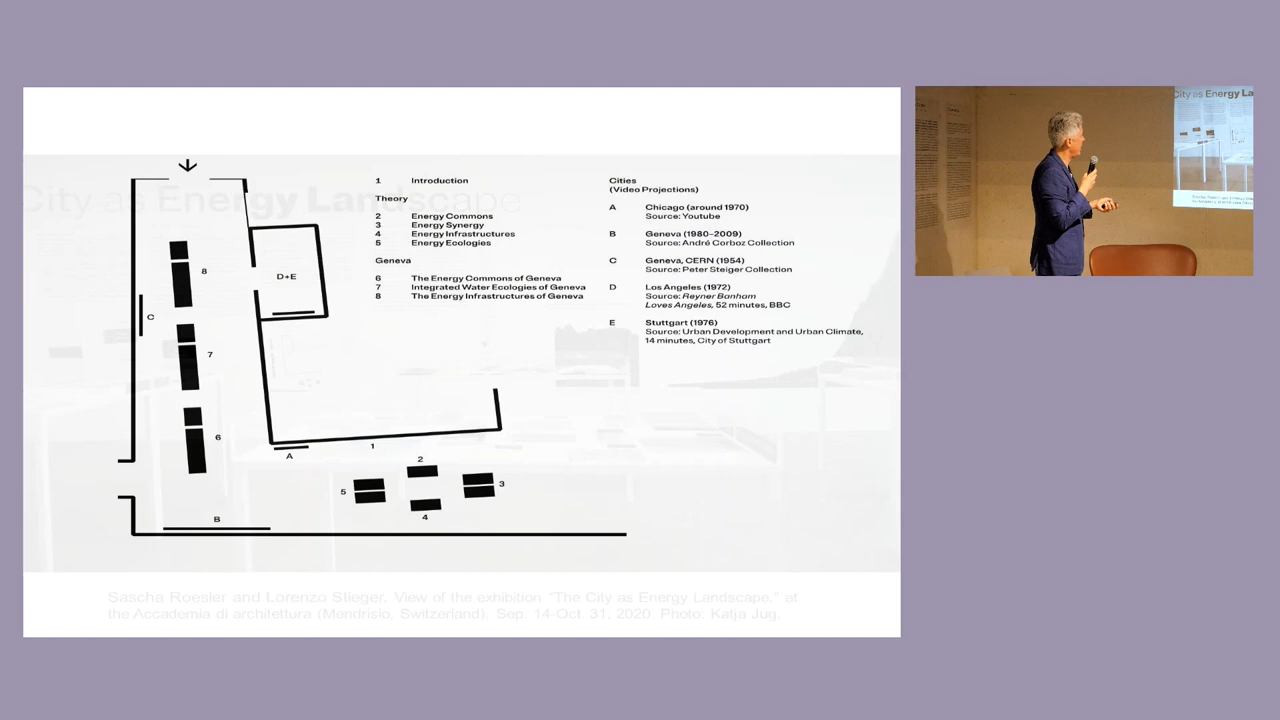 City as Energy Landscape
1 Introduction
Theory
2 Energy Commons
3 Energy Synergy
4 Energy Infrastructures
5 Energy Ecologies
Geneva
6 The Energy Commons of Geneva
7 Integrated Water Ecologies of Geneva
8 The Energy Infrastructures of Geneva
Cities
(Video Projections)
A Chicago (around 1970)
Source: Youtube
B Geneva (1980–2009)
Source: André Corboz Collection
C Geneva, CERN (1954)
Source: Peter Steiger Collection
D Los Angeles (1972)
Source: Reyner Banham
Loves Angeles, 52 minutes, BBC
E Stuttgart (1976)
Source: Urban Development and Urban Climate,
14 minutes, City of Stuttgart
D+E
8
C
7
6
A
1
2
5
3
4
B
Sascha Roesler and Lorenzo Stieger. View of the exhibition "The City as Energy Landscape," at
the Accademia di architettura (Mendrisio, Switzerland), Sep. 14-Oct. 31, 2020. Photo: Katja Jug.
City as Energy La